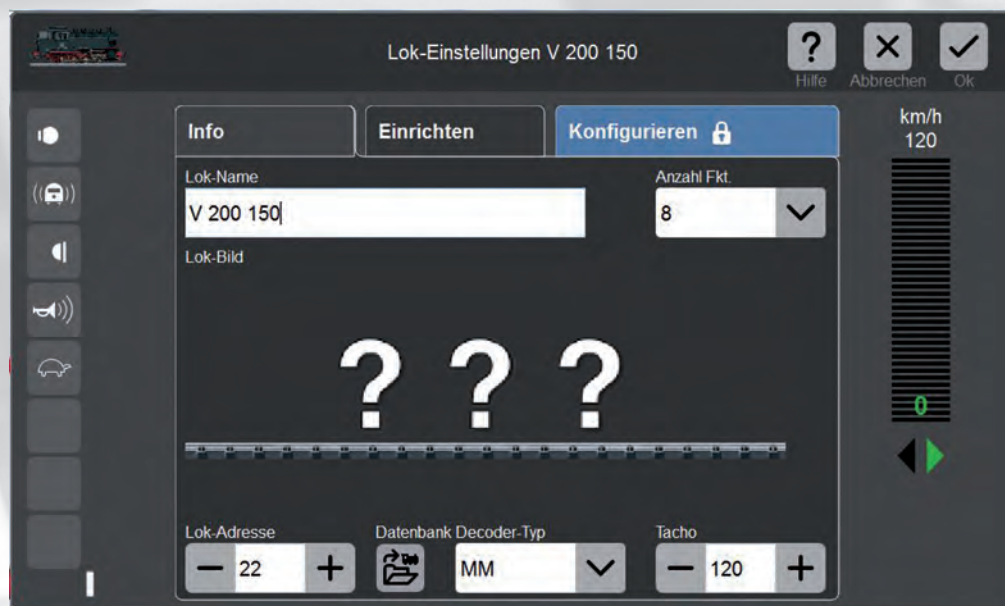 Lok-Einstellungen V 200 150
?
Hilfe
Abbrechen
Ok
Info
Einrichten
Konfigurieren
km/h
120
Lok-Name
V 200 150
Anzahl Fkt.
8
Lok-Bild
? ? ?
0
Lok-Adresse
22
Datenbank
Decoder-Typ
MM
Tacho
120